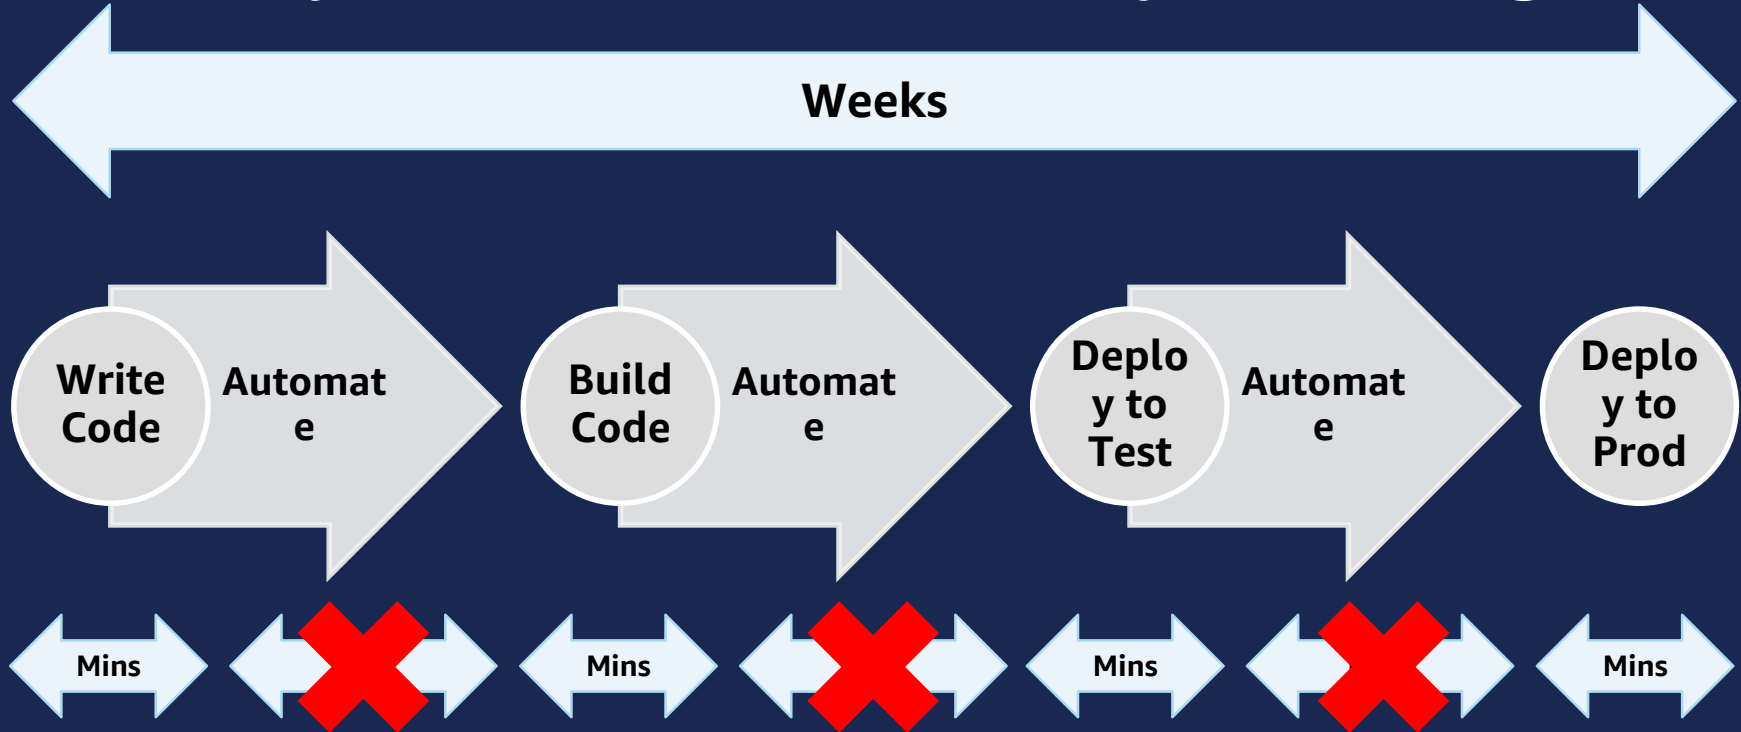 Weeks
Write
Code
Automat
e
Build
Code
Automat
e
Deplo
y to
Test
Automat
e
Deplo
y to
Prod
Mins
Mins
Mins
Mins